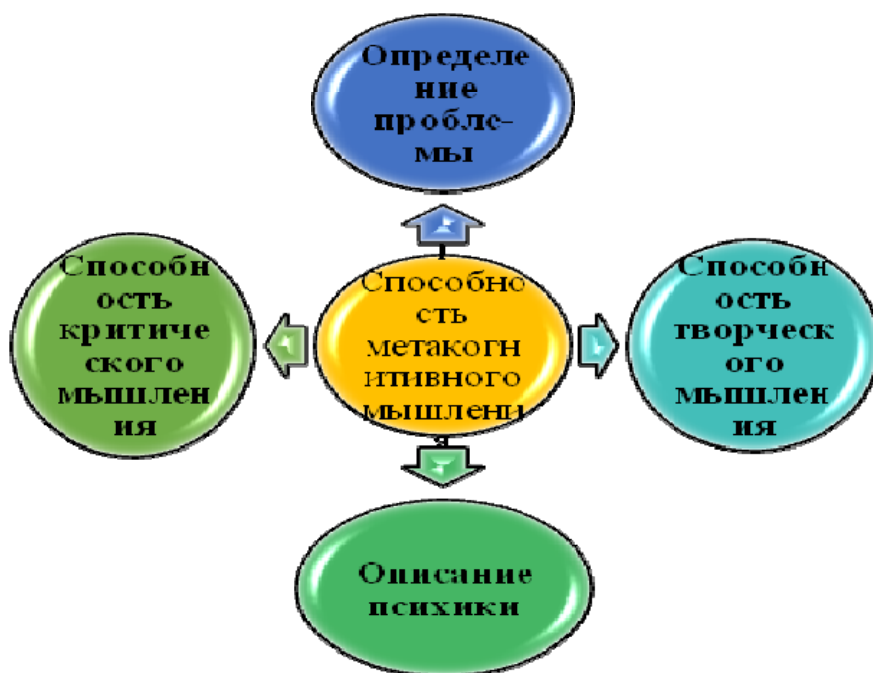 Определе
ние
пробле-
мы
Способн
ость
критиче
ского
мышлен
ия
Способно
сть
метакогн
итивного
мышлени
я
Способн
ость
творческ
ого
мышлен
ия
Описание
психики